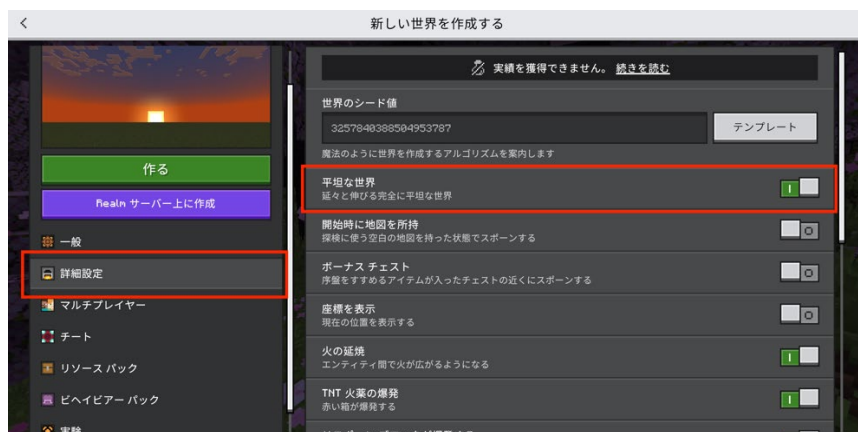 新しい世界を作成する
実績を獲得できません。 続きを読む
世界のシード値
3257840388504953787
テンプレート
魔法のように世界を作成するアルゴリズムを案内します
作る
平坦な世界
延々と伸びる完全に平坦な世界
Realm サーバー上に作成
開始時に地図を所持
探検に使う空白の地図を持った状態でスポーンする
一般
詳細設定
ボーナス チェスト
序盤をすすめるアイテムが入ったチェストの近くにスポーンする
マルチプレイヤー
座標を表示
現在の位置を表示する
チート
火の延焼
エンティティ間で火が広がるようになる
リソース パック
TNT 火薬の爆発
赤い箱が爆発する
ビヘイビアー パック
実験